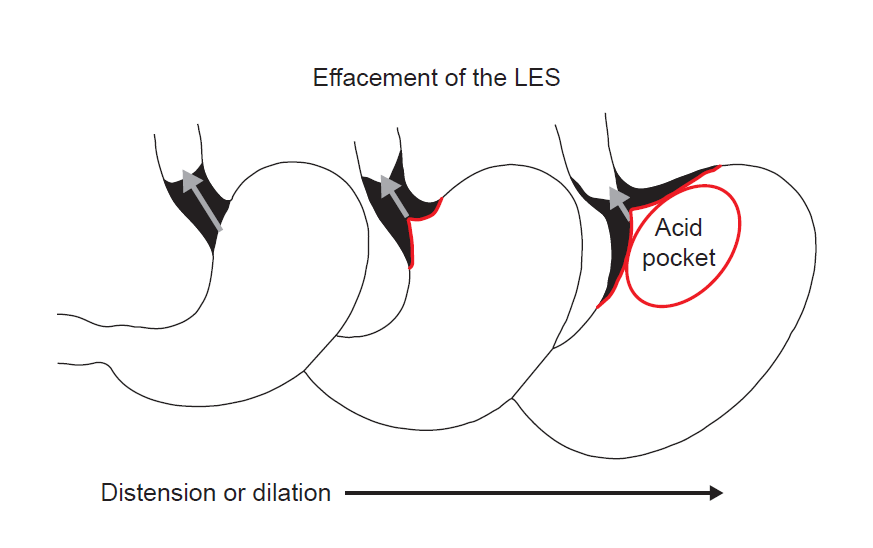 Effacement of the LES
Acid
pocket
Distension or dilation